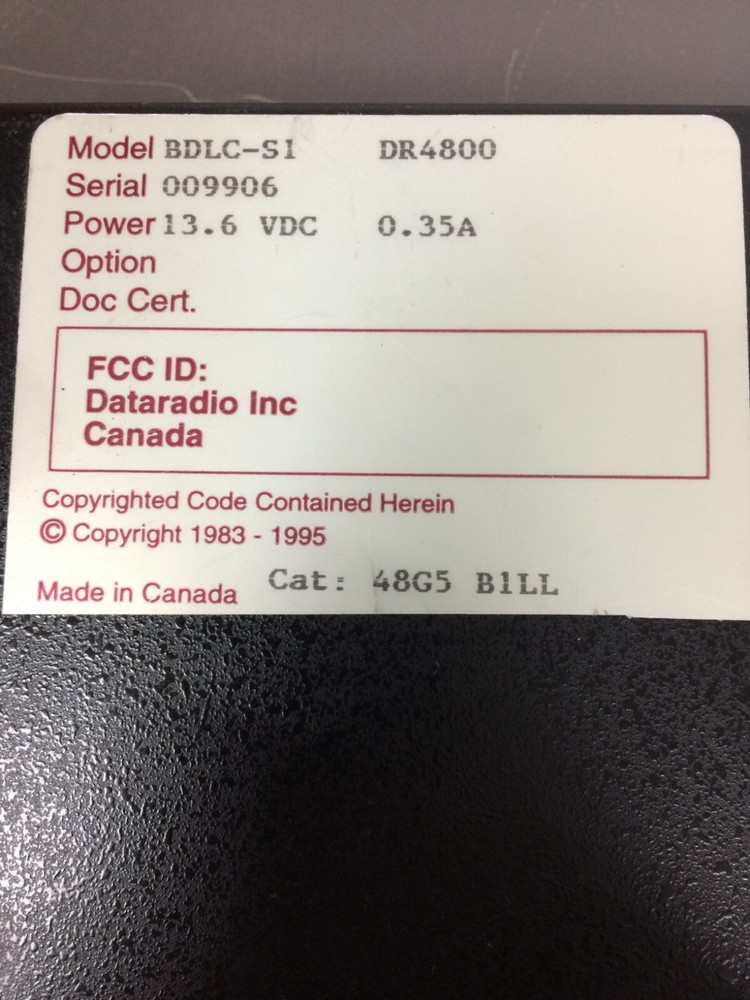 Model BDLC-S1 DR4800
Serial 009906
Power 13.6 VDC 0.35A
Option
Doc Cert.
FCC ID:
Dataradio Inc
Canada
Copyrighted Code Contained Herein
© Copyright 1983 - 1995
Made in Canada Cat: 48G5 B1LL